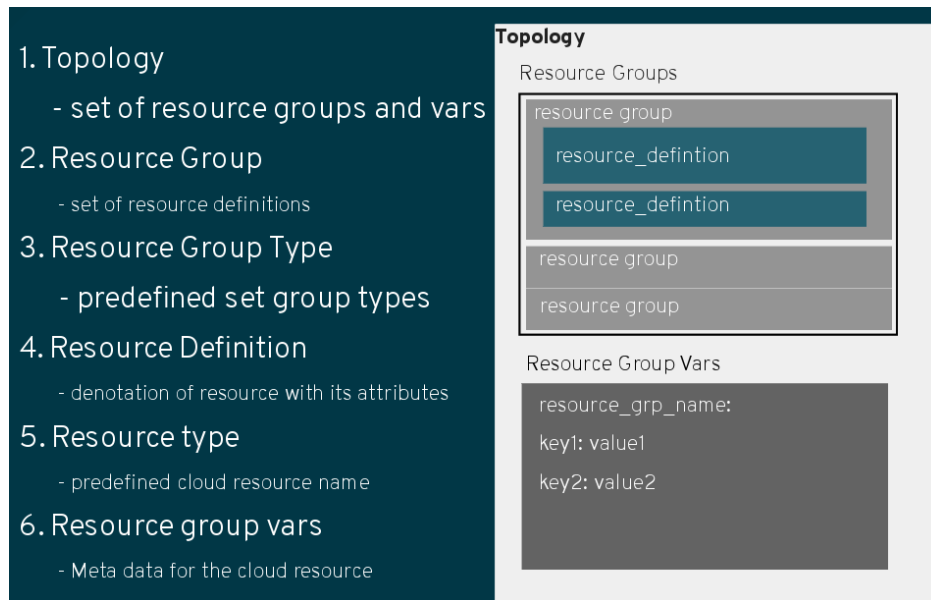 1. Topology
- set of resource groups and vars
2. Resource Group
- set of resource definitions
3. Resource Group Type
- predefined set group types
4. Resource Definition
- denotation of resource with its attributes
5. Resource type
- predefined cloud resource name
6. Resource group vars
- Meta data for the cloud resource
Topology
Resource Groups
resource group
resource_defintion
resource_defintion
resource group
resource group
Resource Group Vars
resource_grp_name:
key1: value1
key2: value2